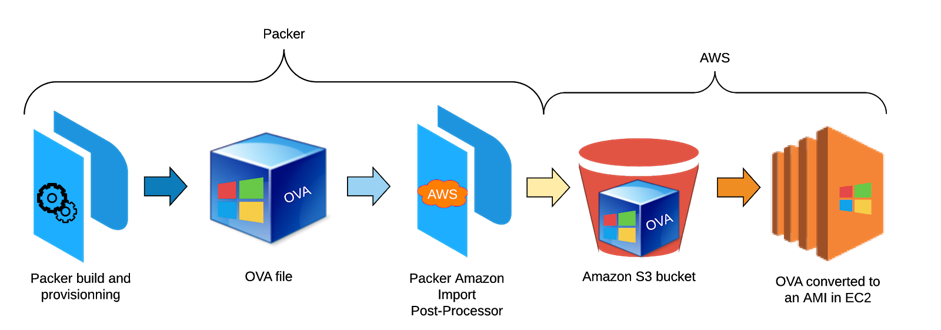 Packer
AWS
OVA
AWS
OVA
Packer build and
provisionning
OVA file
Packer Amazon
Import
Post-Processor
Amazon S3 bucket
OVA converted to
an AMI in EC2